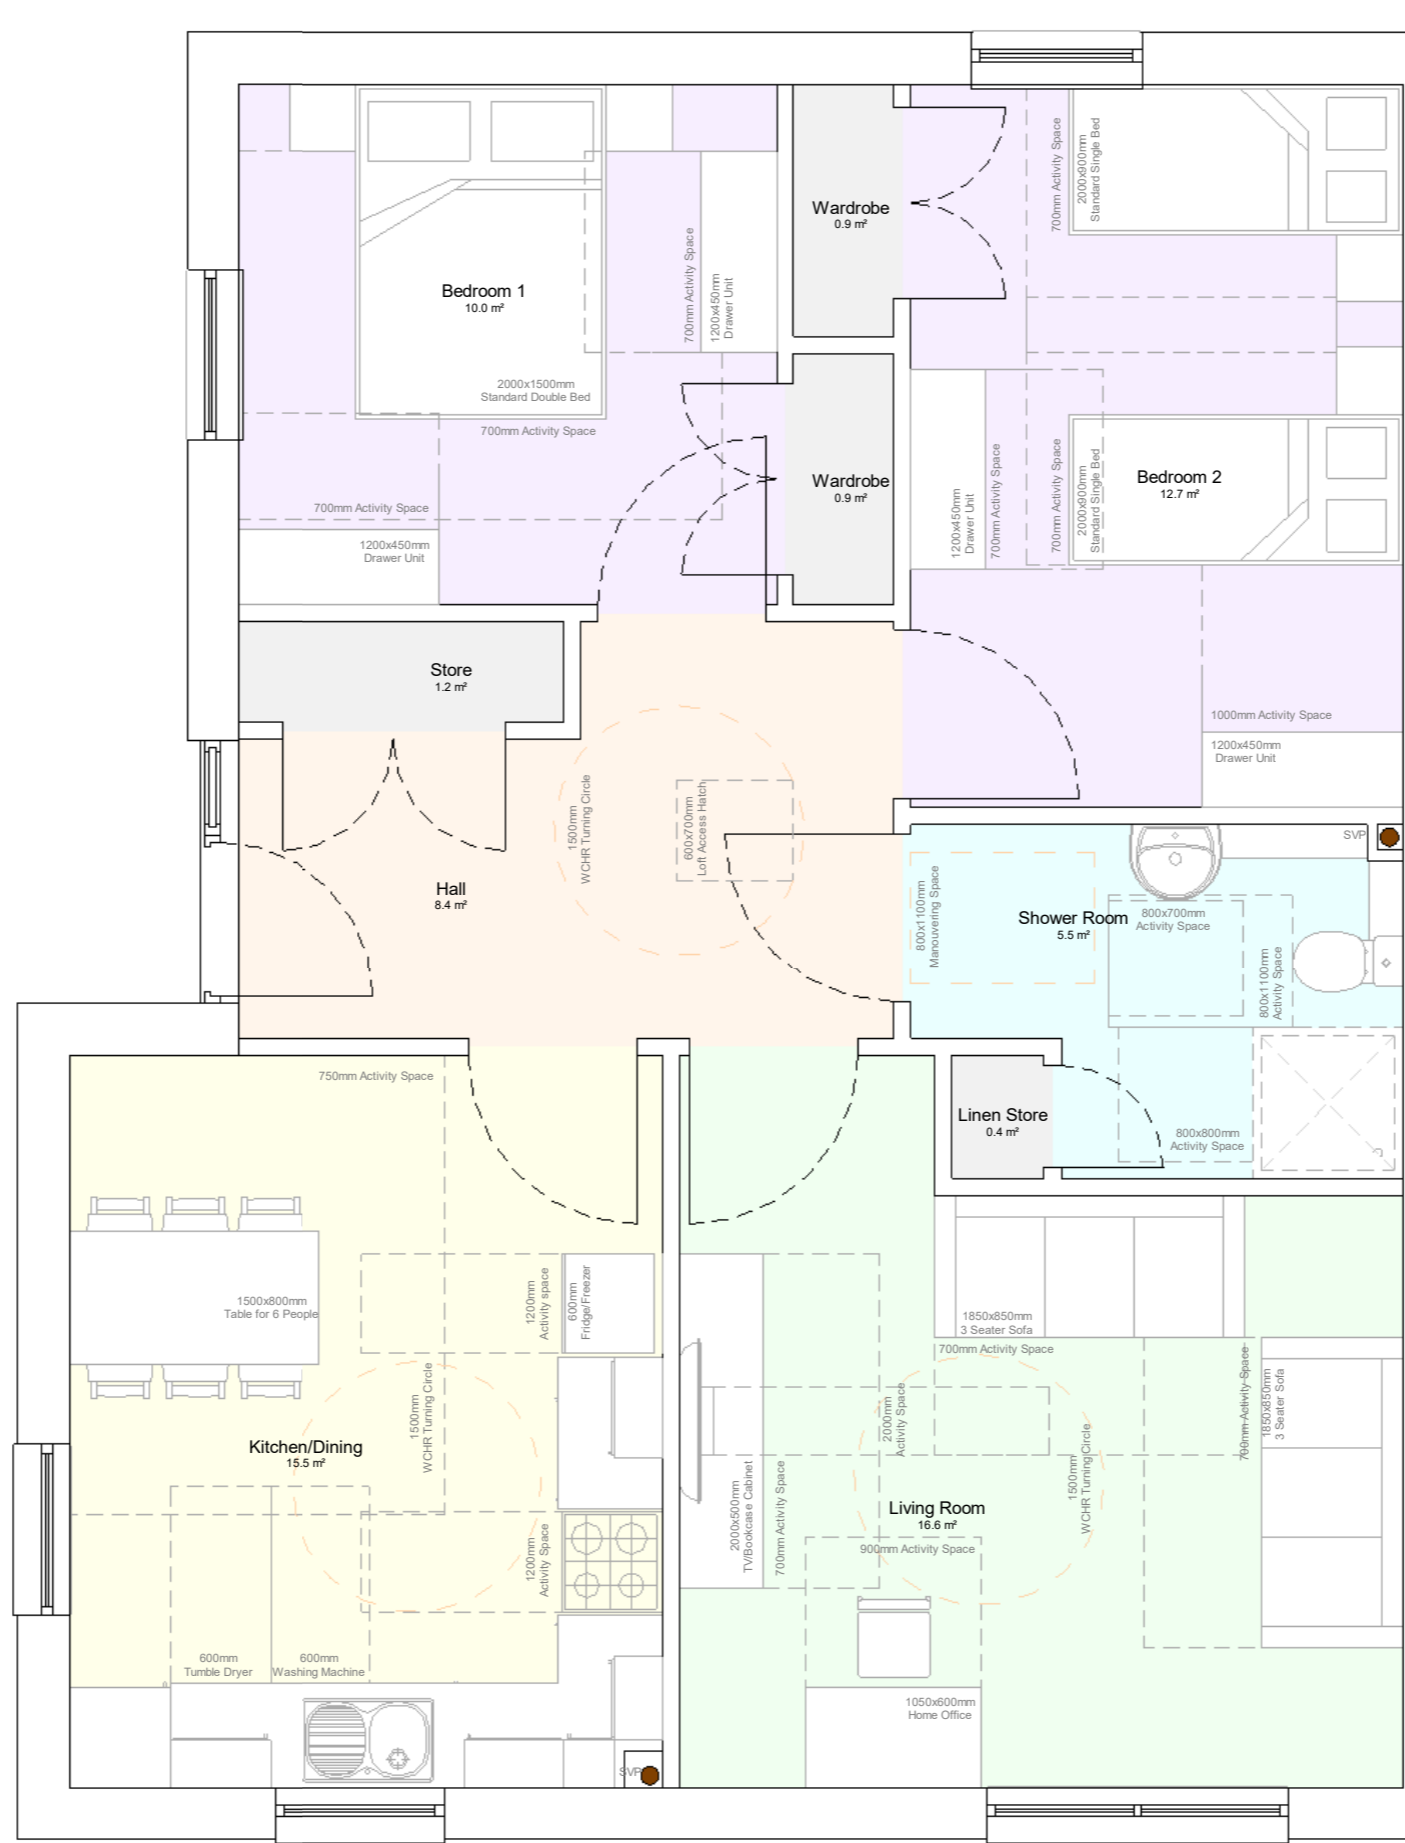 Bedroom 1
10.0 m²
2000x1500mm
Standard Double Bed
700mm Activity Space
700mm Activity Space
1200x450mm
Drawer Unit
700mm Activity Space
1200x450mm
Drawer Unit
Wardrobe
0.9 m²
Wardrobe
0.9 m²
700mm Activity Space
2000x900mm
Standard Single Bed
Bedroom 2
12.7 m²
1200x450mm
Drawer Unit
700mm Activity Space
700mm Activity Space
2000x900mm
Standard Single Bed
1000mm Activity Space
1200x450mm
Drawer Unit
Store
1.2 m²
1500mm
WCHR Turning Circle
600x700mm
Loft Access Hatch
Hall
8.4 m²
SVP
800x1100mm
Manouvering Space
Shower Room
5.5 m²
800x700mm
Activity Space
800x1100mm
Activity Space
Linen Store
0.4 m²
800x800mm
Activity Space
750mm Activity Space
1500x800mm
Table for 6 People
1200mm
Activity space
600mm
Fridge/Freezer
1500mm
WCHR Turning Circle
Kitchen/Dining
15.5 m²
1200mm
Activity Space
600mm
Tumble Dryer
600mm
Washing Machine
SVP
1850x850mm
3 Seater Sofa
700mm Activity Space
700mm Activity Space
1850x850mm
3 Seater Sofa
2000mm
Activity Space
2000x500mm
TV/Bookcase Cabinet
700mm Activity Space
1500mm
WCHR Turning Circle
Living Room
16.6 m²
900mm Activity Space
1050x600mm
Home Office